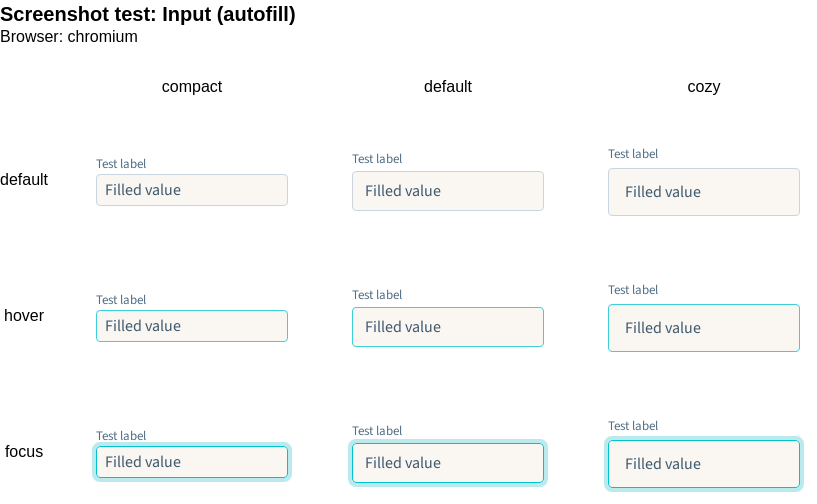 Screenshot test: Input (autofill)
Browser: chromium
compact default cozy
Test label Test label Test label
default Filled value Filled value Filled value
Test label Test label Test label
hover Filled value Filled value Filled value
Test label Test label Test label
focus Filled value Filled value Filled value